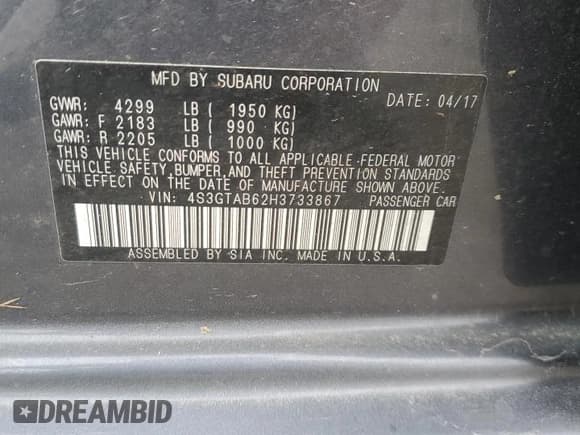 MFD BY SUBARU CORPORATION
GVWR: 4299 LB ( 1950 KG) DATE: 04/17
GAWR: F 2183 LB ( 990 KG)
GAWR: R 2205 LB ( 1000 KG)
THIS VEHICLE CONFORMS TO ALL APPLICABLE FEDERAL MOTOR
VEHICLE SAFETY, BUMPER, AND THEFT PREVENTION STANDARDS
IN EFFECT ON THE DATE OF MANUFACTURE SHOWN ABOVE.
VIN: 4S3GTAB62H3733867 PASSENGER CAR
ASSEMBLED BY SIA INC. MADE IN U.S.A.
DREAMBID